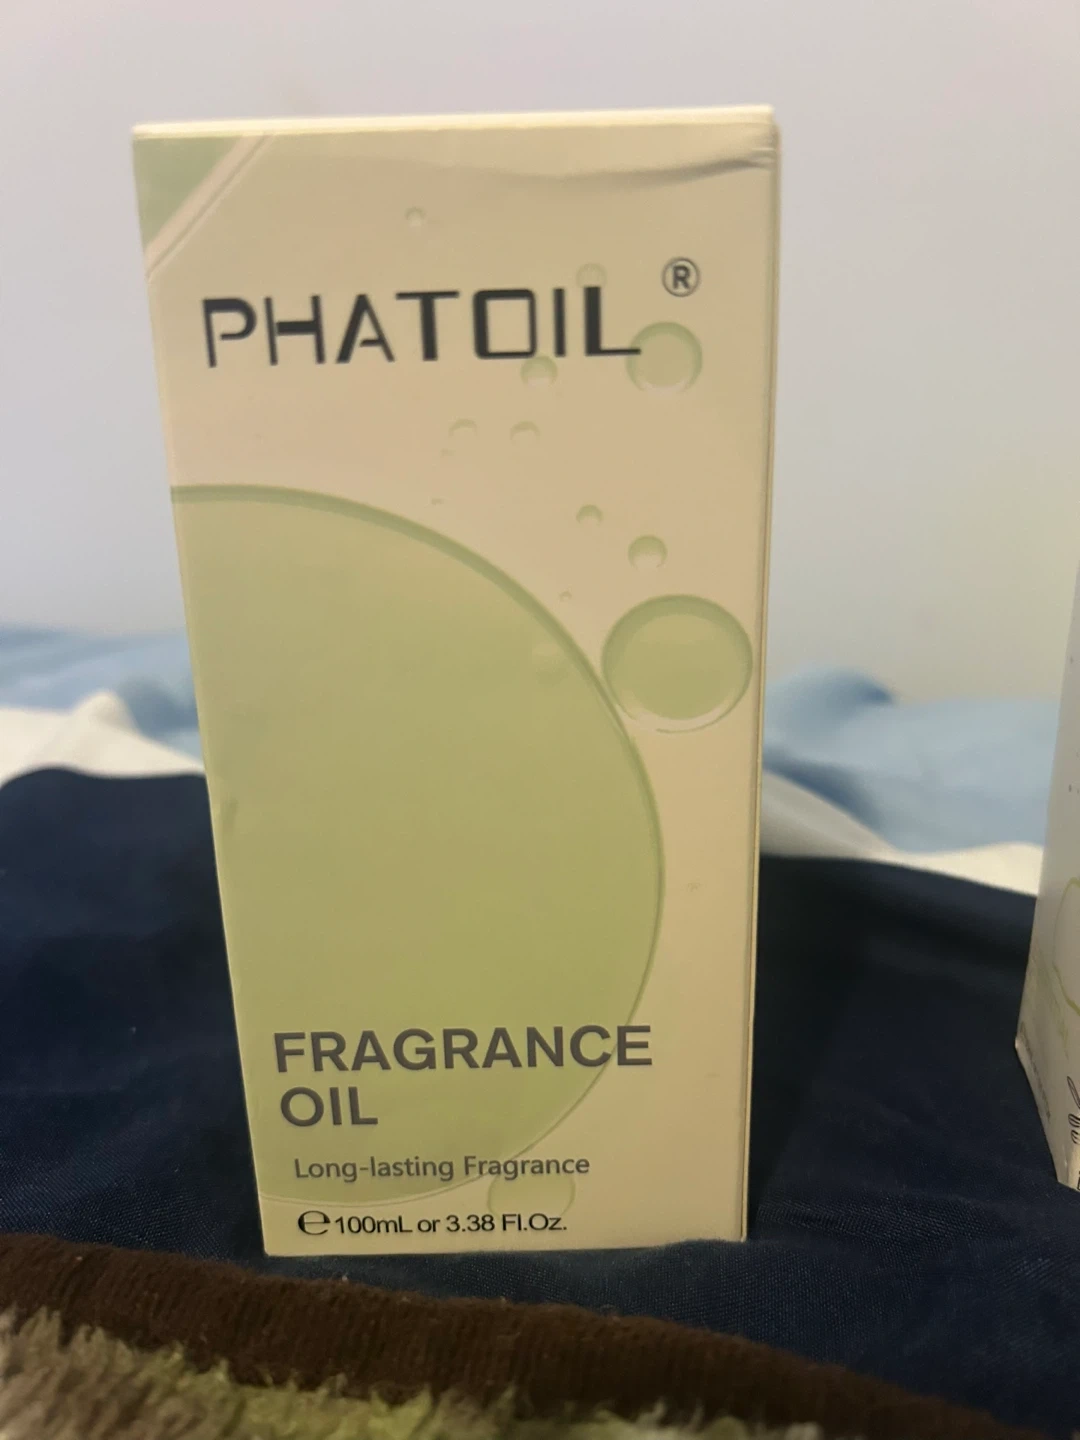 PHATOIL®
FRAGRANCE
OIL
Long-lasting Fragrance
℮100mL or 3.38 Fl.Oz.